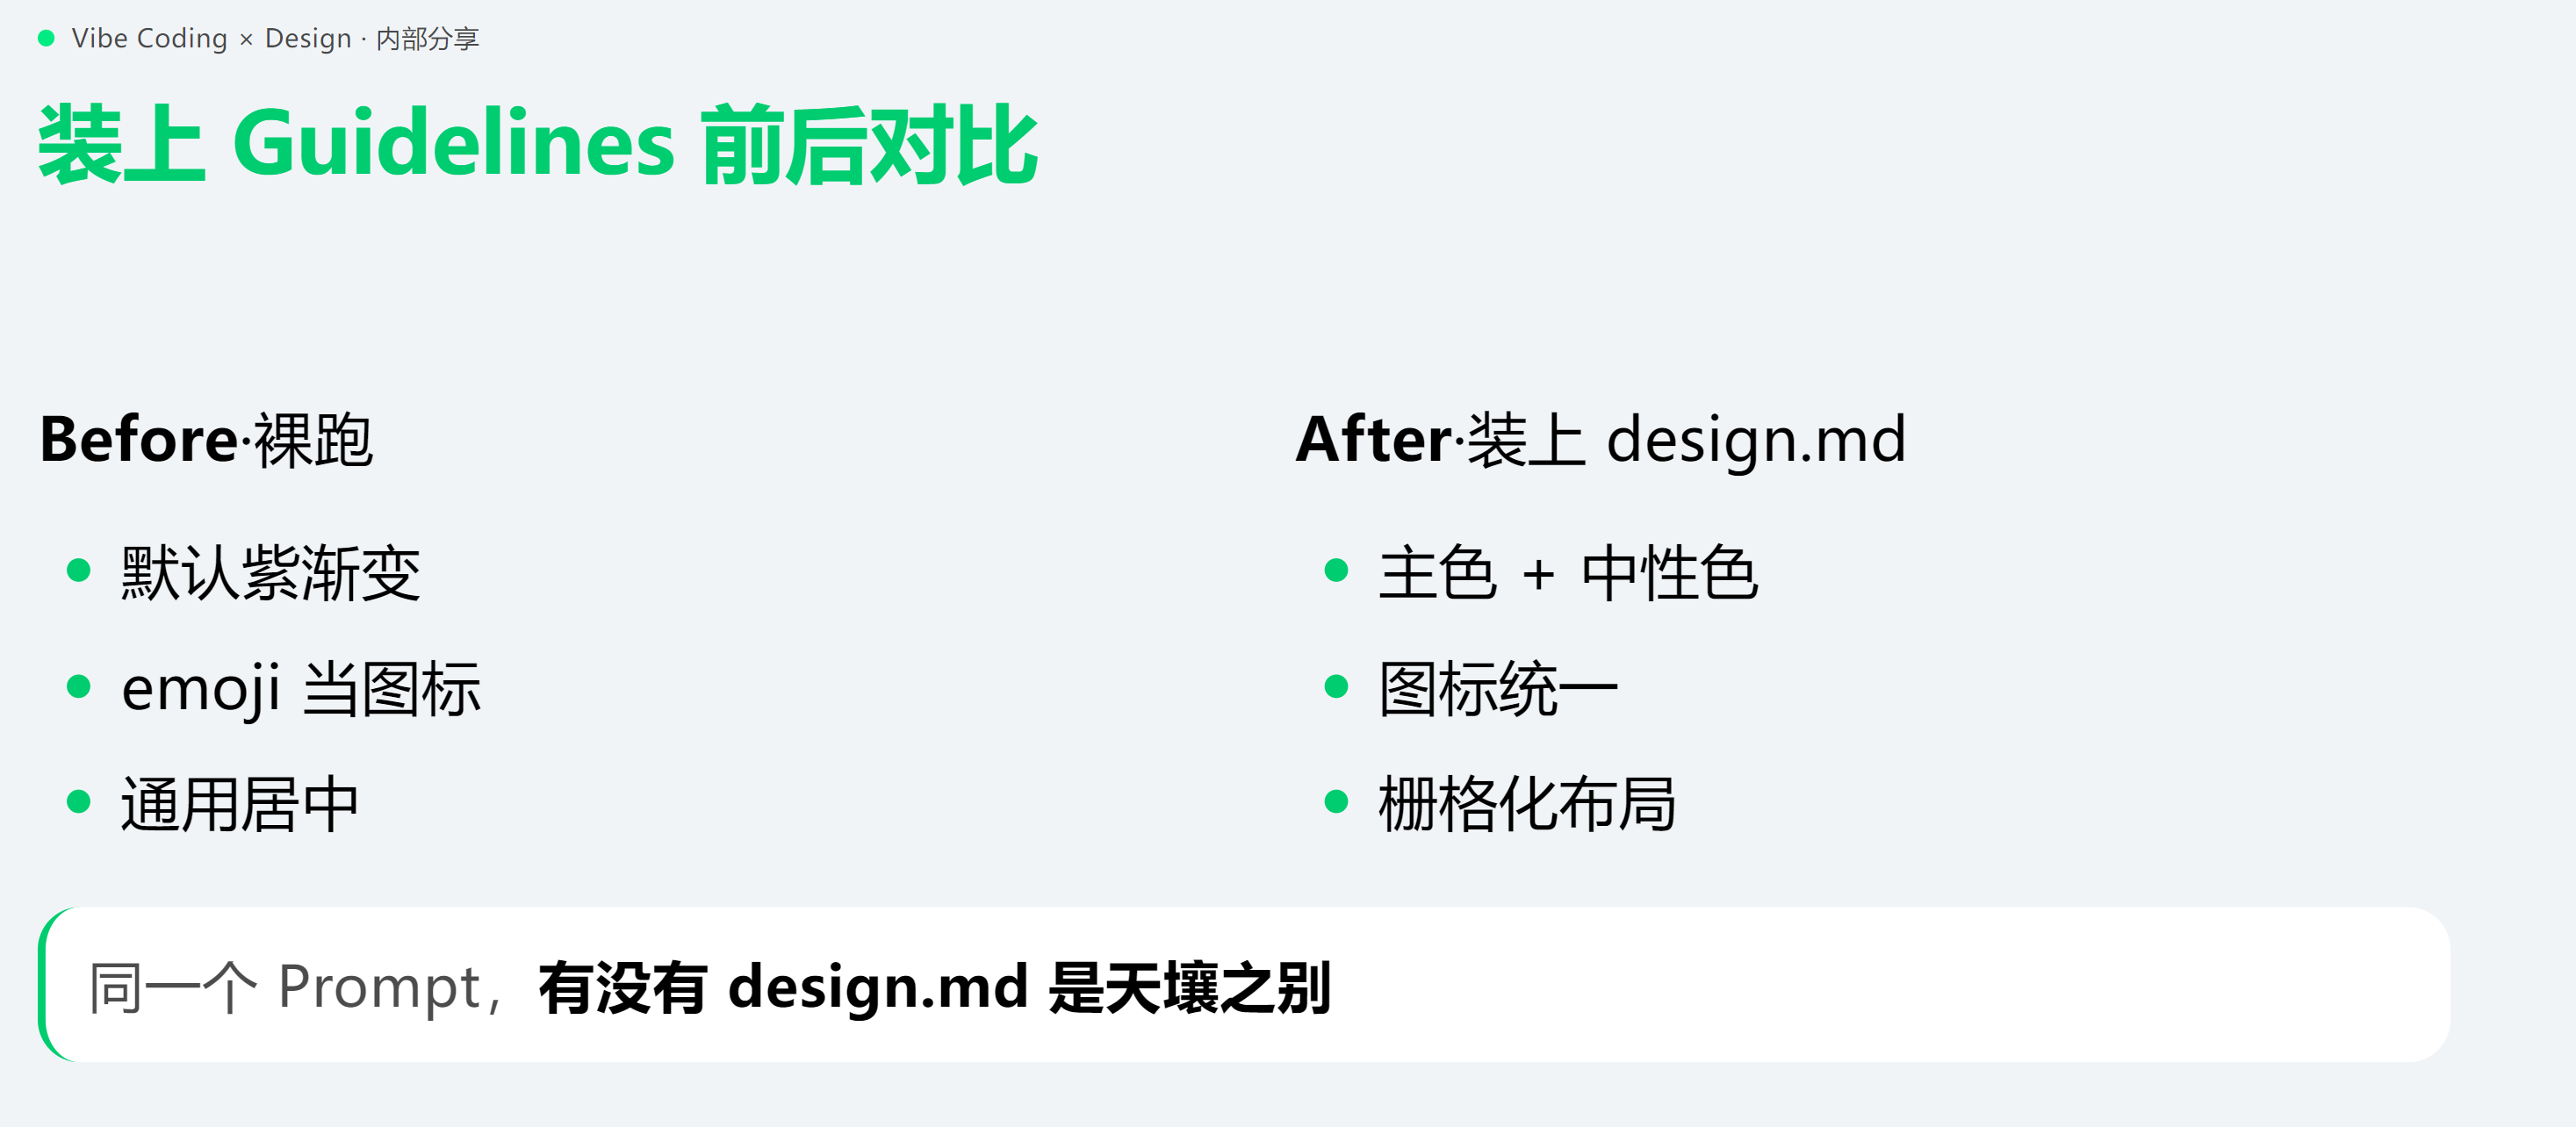 Vibe Coding × Design · 内部分享
装上 Guidelines 前后对比
Before·裸跑
默认紫渐变
emoji 当图标
通用居中
After·装上 design.md
主色 + 中性色
图标统一
栅格化布局
同一个 Prompt，有没有 design.md 是天壤之别